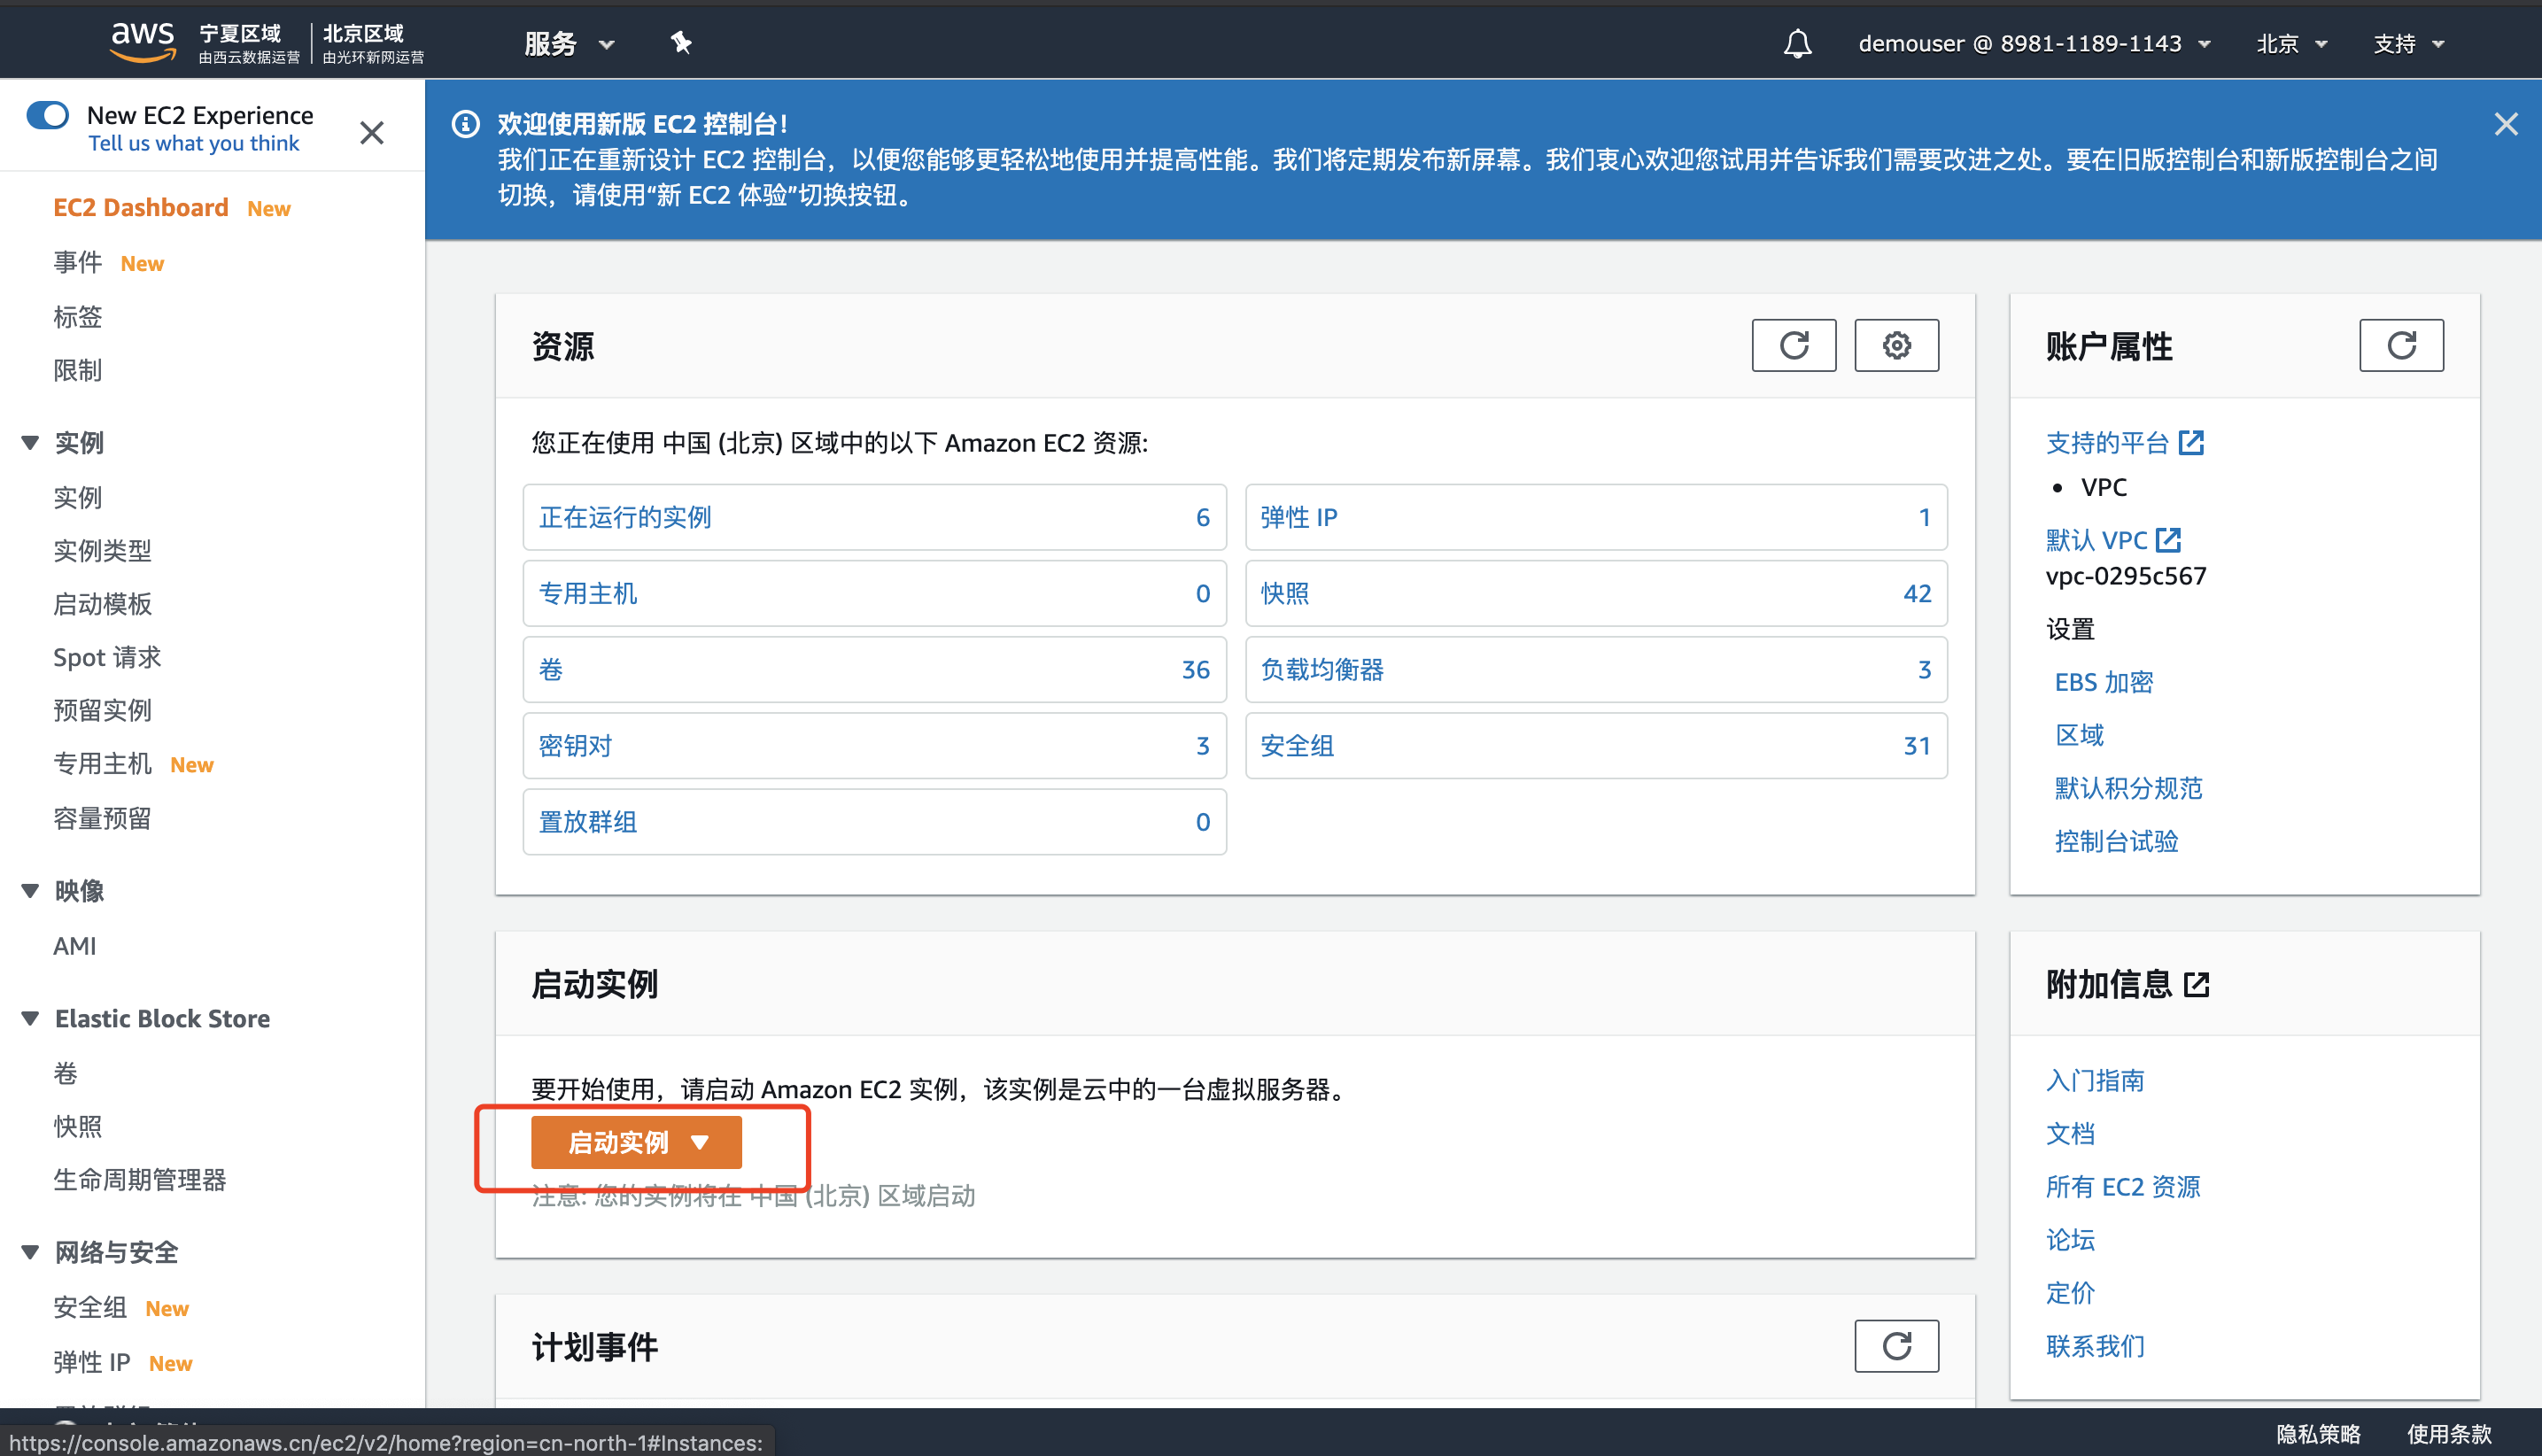 aws
宁夏区域
由西云数据运营
北京区域
由光环新网运营
服务
demouser @ 8981-1189-1143
北京
支持
New EC2 Experience
Tell us what you think
EC2 Dashboard New
事件 New
标签
限制
实例
实例
实例类型
启动模板
Spot 请求
预留实例
专用主机 New
容量预留
映像
AMI
Elastic Block Store
卷
快照
生命周期管理器
网络与安全
安全组 New
弹性 IP New
欢迎使用新版 EC2 控制台！
我们正在重新设计 EC2 控制台，以便您能够更轻松地使用并提高性能。我们将定期发布新屏幕。我们衷心欢迎您试用并告诉我们需要改进之处。要在旧版控制台和新版控制台之间
切换，请使用“新 EC2 体验”切换按钮。
资源
您正在使用 中国 (北京) 区域中的以下 Amazon EC2 资源:
正在运行的实例 6
弹性 IP 1
专用主机 0
快照 42
卷 36
负载均衡器 3
密钥对 3
安全组 31
置放群组 0
启动实例
要开始使用，请启动 Amazon EC2 实例，该实例是云中的一台虚拟服务器。
启动实例
注意: 您的实例将在 中国 (北京) 区域启动
计划事件
账户属性
支持的平台
• VPC
默认 VPC
vpc-0295c567
设置
EBS 加密
区域
默认积分规范
控制台试验
附加信息
入门指南
文档
所有 EC2 资源
论坛
定价
联系我们
https://console.amazonaws.cn/ec2/v2/home?region=cn-north-1#Instances:
隐私策略
使用条款